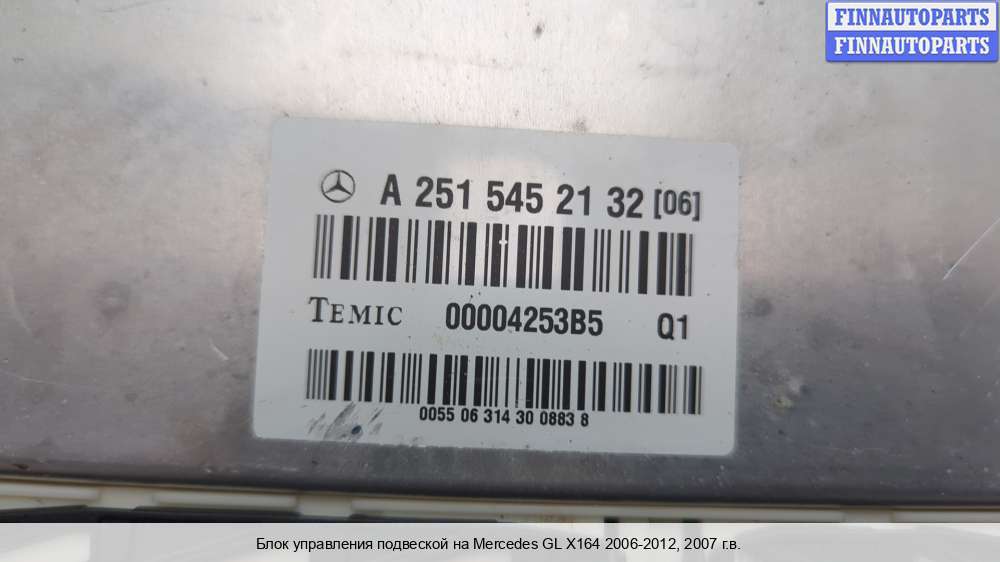 FINNAUTOPARTS
FINNAUTOPARTS
A 251 545 21 32 [06]
TEMIC 00004253B5 Q1
0055 06 314 30 0883 8
Блок управления подвеской на Mercedes GL X164 2006-2012, 2007 г.в.